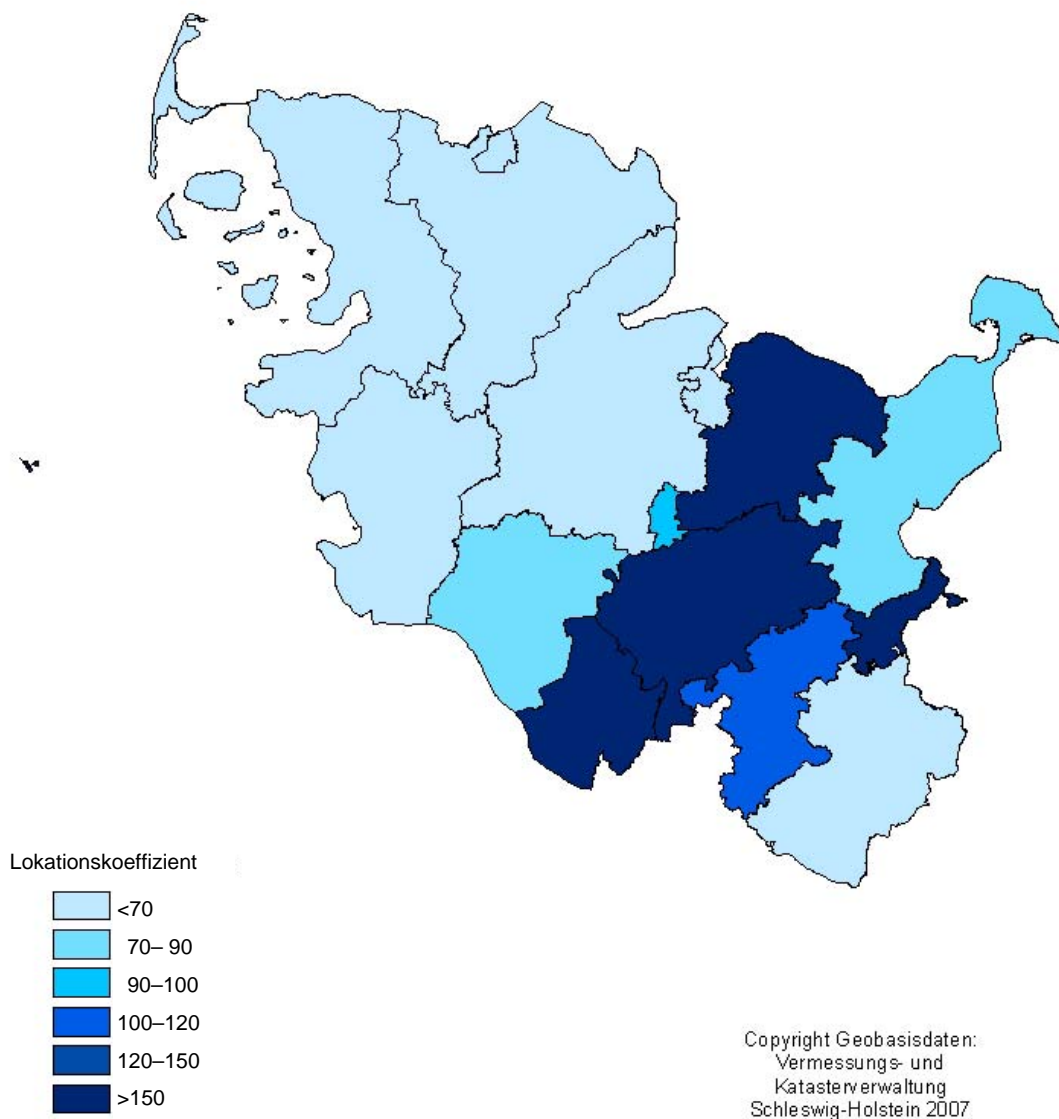 Lokationskoeffizient
<70
70– 90
90–100
100–120
120–150
>150
Copyright Geobasisdaten:
Vermessungs- und
Katasterverwaltung
Schleswig-Holstein 2007